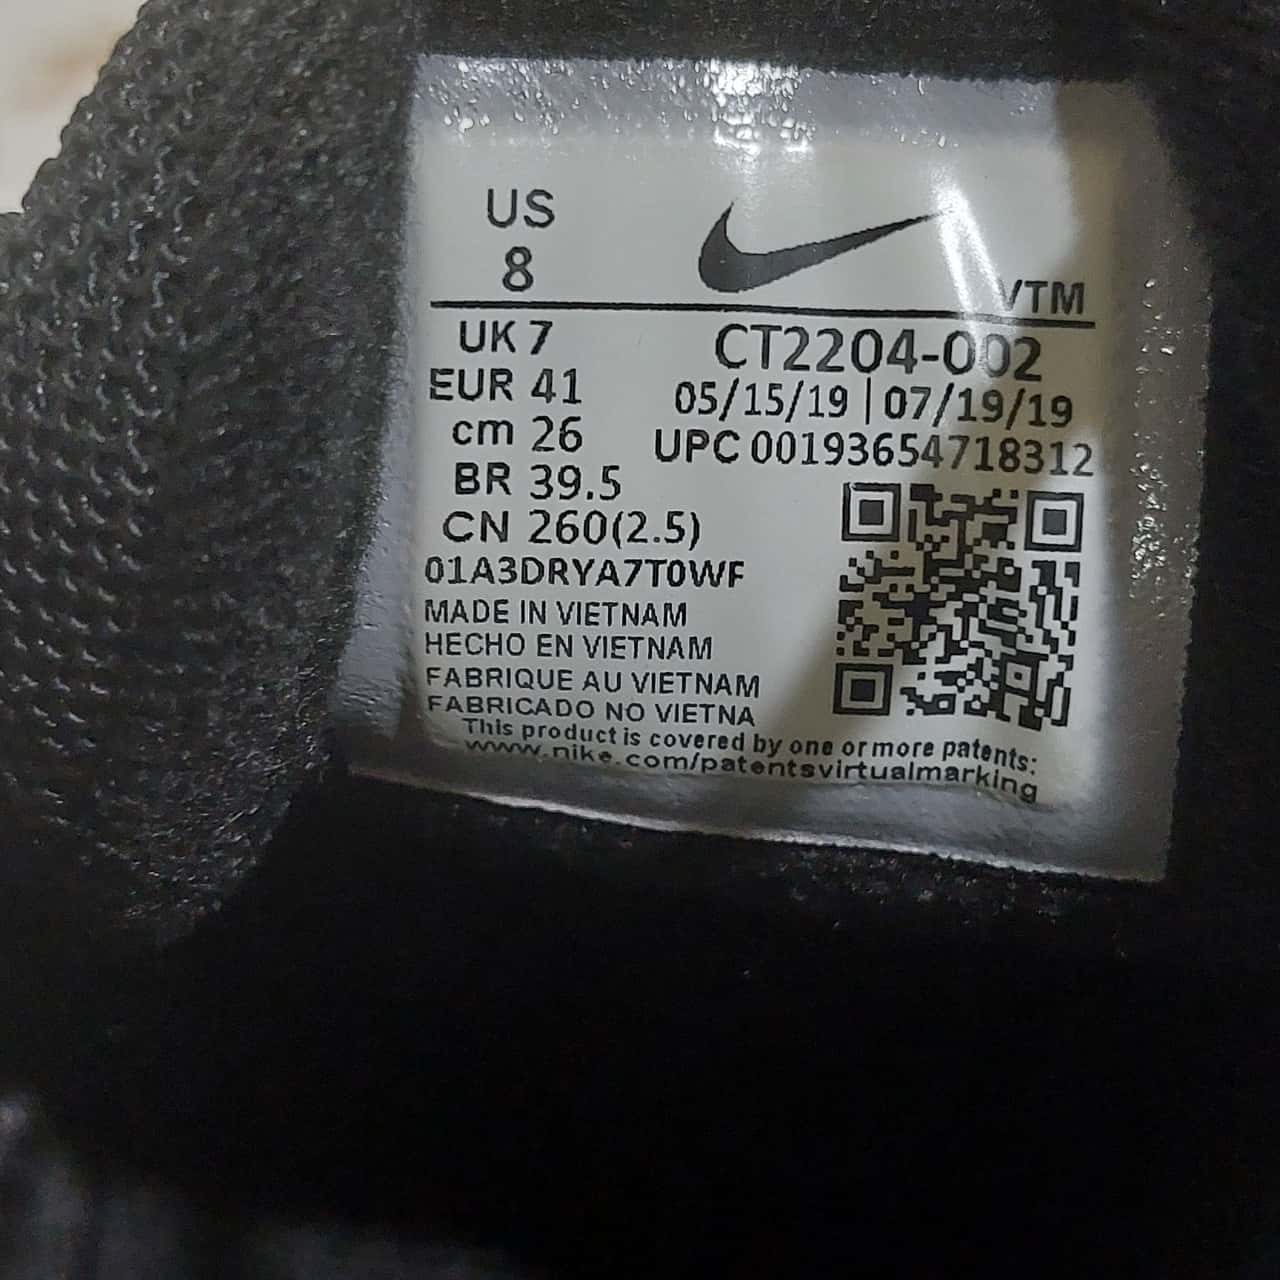 US
8
VTM
UK 7
CT2204-002
EUR 41
05/15/19 | 07/19/19
cm 26
UPC 00193654718312
BR 39.5
CN 260(2.5)
01A3DRYA7T0WF
MADE IN VIETNAM
HECHO EN VIETNAM
FABRIQUE AU VIETNAM
FABRICADO NO VIETNA
This product is covered by one or more patents:
www.nike.com/patentsvirtualmarking